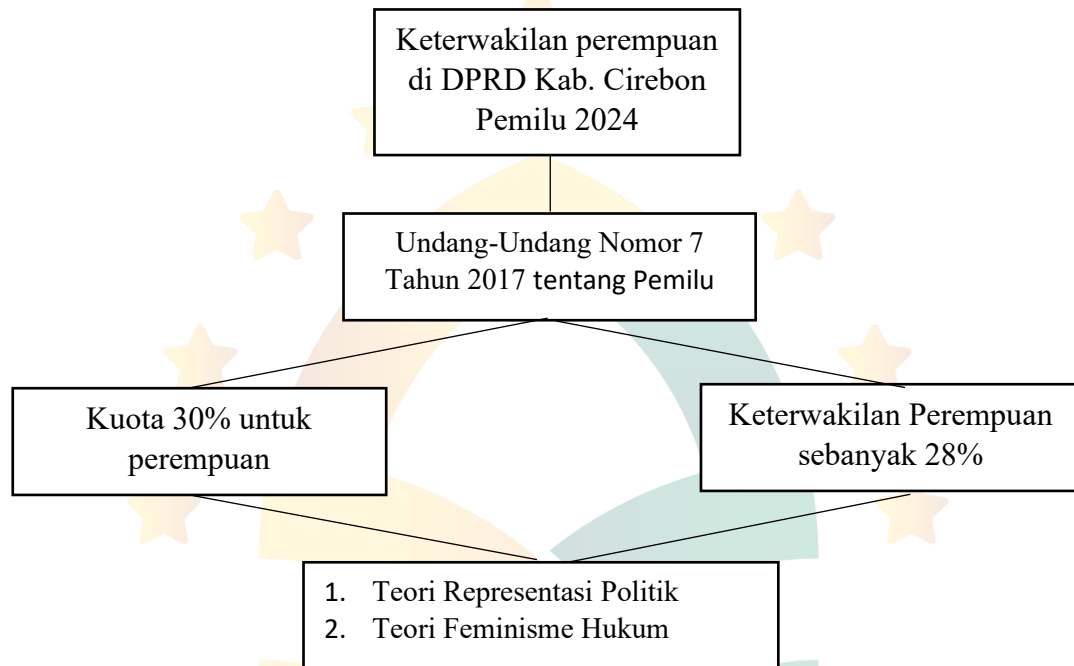 Keterwakilan perempuan
di DPRD Kab. Cirebon
Pemilu 2024
Undang-Undang Nomor 7
Tahun 2017 tentang Pemilu
Kuota 30% untuk
perempuan
Keterwakilan Perempuan
sebanyak 28%
1. Teori Representasi Politik
2. Teori Feminisme Hukum